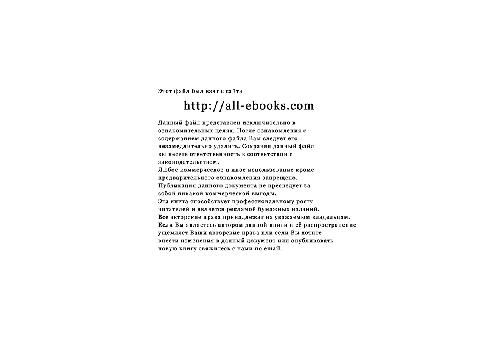 Этот файл был взят с сайта
http://all-ebooks.com
Данный файл представлен исключительно в
ознакомительных целях. После ознакомления с
содержанием данного файла Вам следует его
незамедлительно удалить. Сохраняя данный файл
вы несете ответственность в соответствии с
законодательством.
Любое коммерческое и иное использование кроме
предварительного ознакомления запрещено.
Публикация данного документа не преследует за
собой никакой коммерческой выгоды.
Эта книга способствует профессиональному росту
читателей и является рекламой бумажных изданий.
Все авторские права принадлежат их уважаемым владельцам.
Если Вы являетесь автором данной книги и её распространение
ущемляет Ваши авторские права или если Вы хотите
внести изменения в данный документ или опубликовать
новую книгу свяжитесь с нами по email.